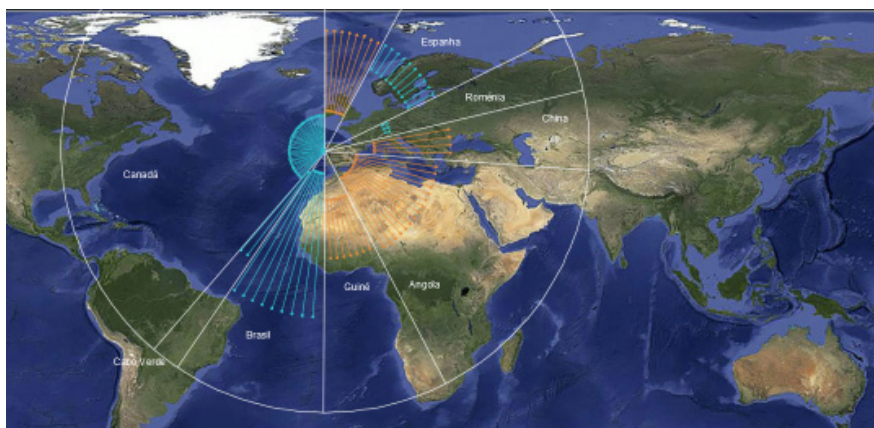 Espanha
Roménia
China
Canadá
Guiné
Angola
Brasil
Cabo Verde